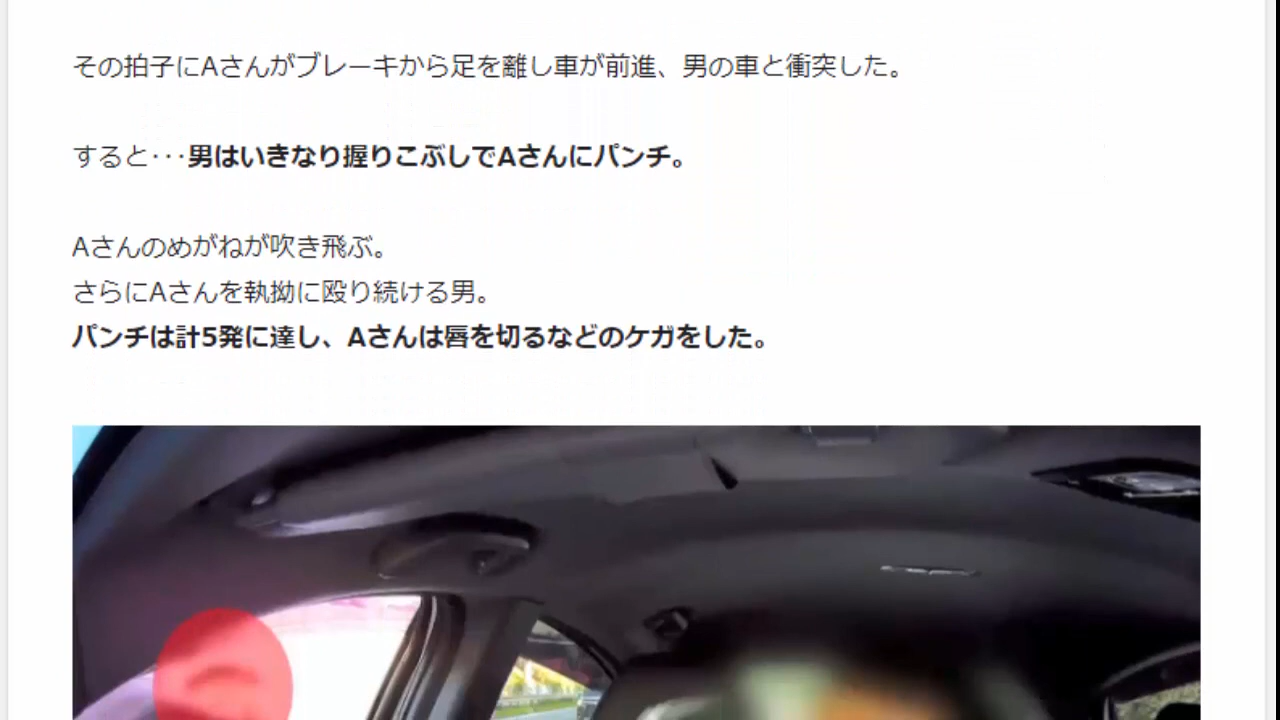 その拍子にAさんがブレーキから足を離し車が前進、男の車と衝突した。
すると･･･男はいきなり握りこぶしでAさんにパンチ。
Aさんのめがねが吹き飛ぶ。
さらにAさんを執拗に殴り続ける男。
パンチは計5発に達し、Aさんは唇を切るなどのケガをした。